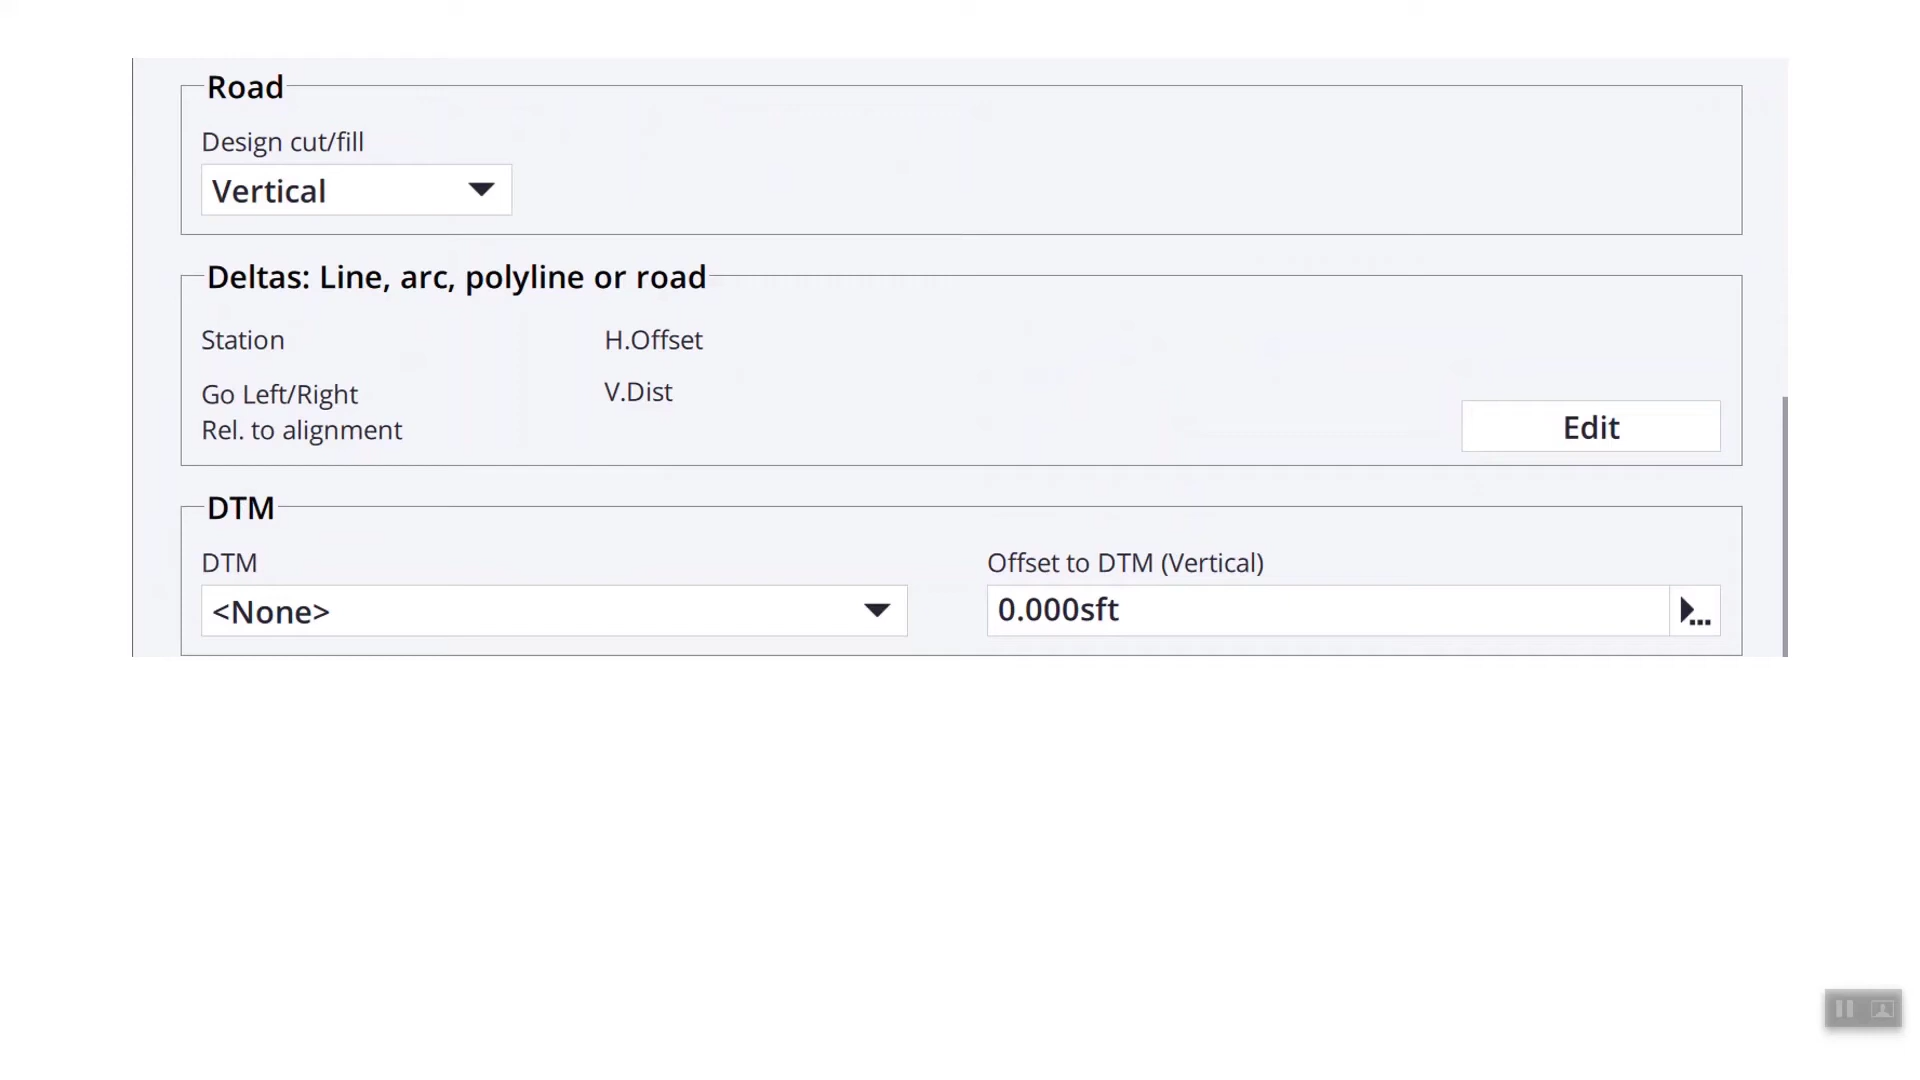 Road
Design cut/fill
Vertical
Deltas: Line, arc, polyline or road
Station
H.Offset
Go Left/Right
Rel. to alignment
V.Dist
Edit
DTM
DTM
Offset to DTM (Vertical)
<None>
0.000sft